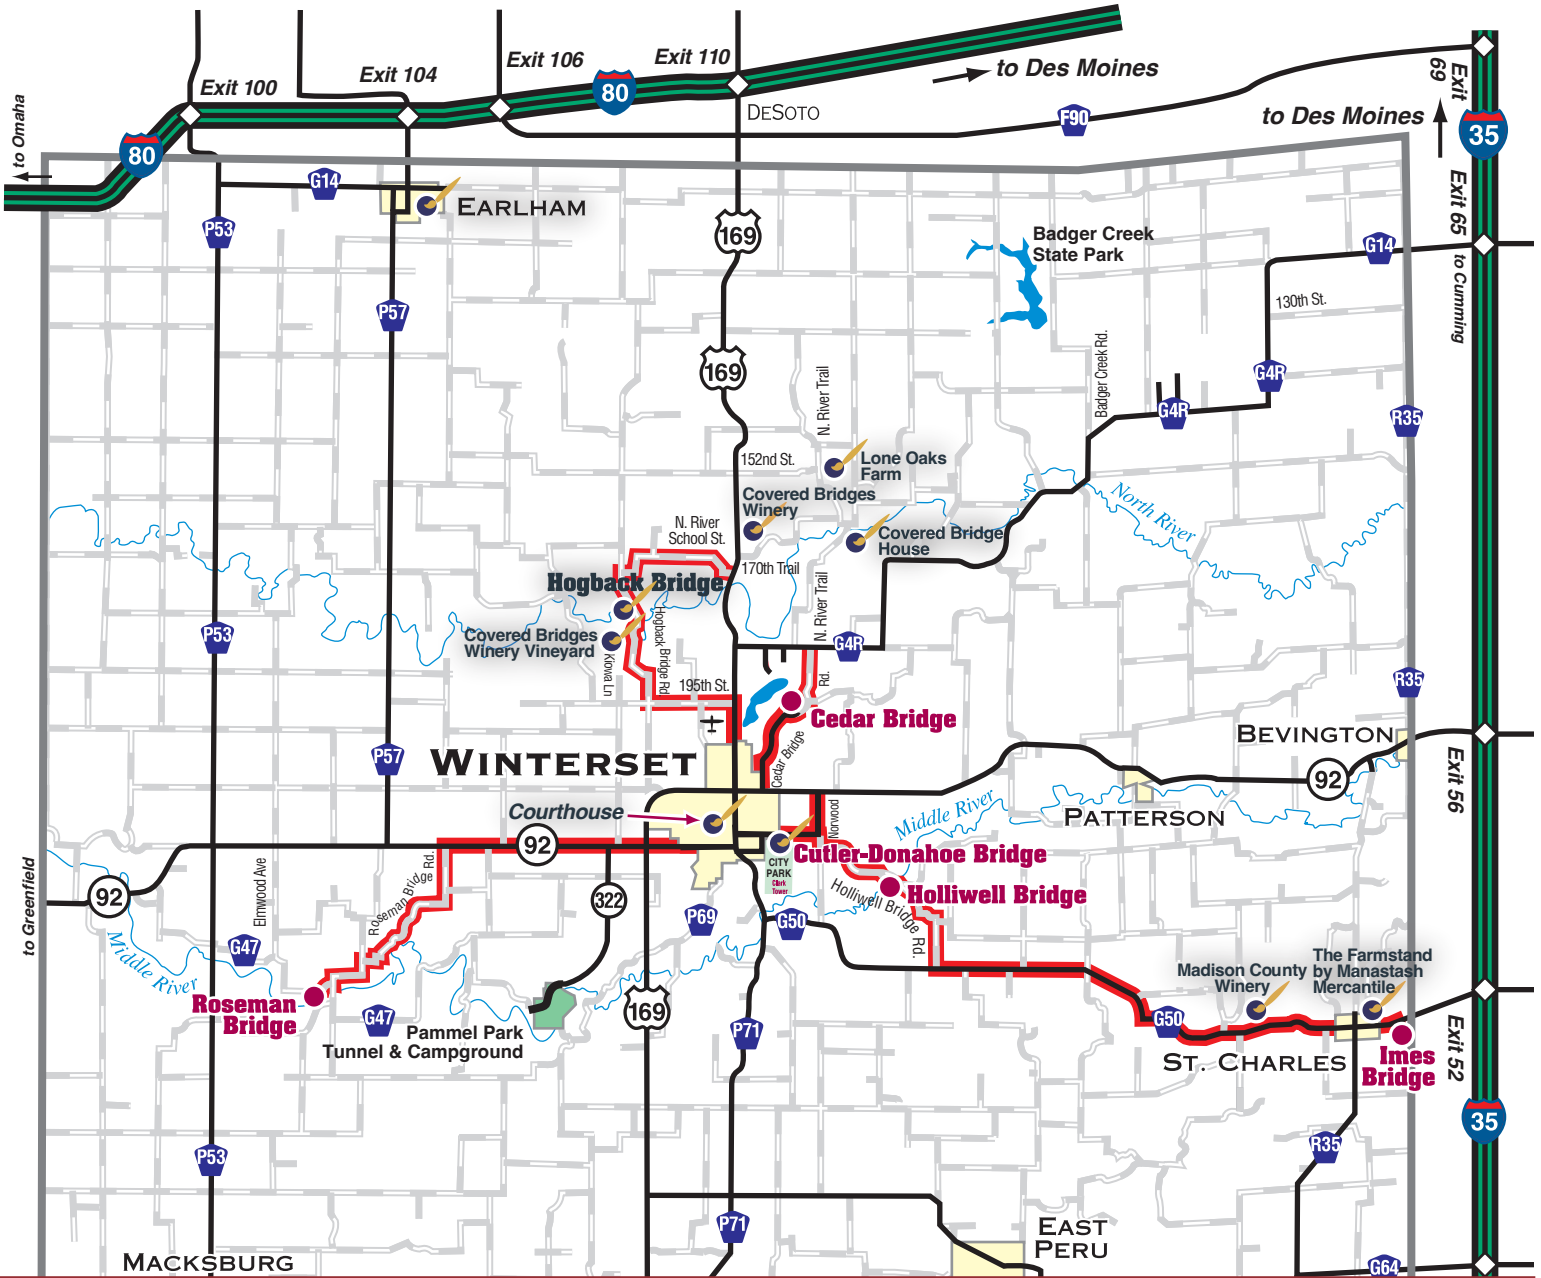 Exit 100
Exit 104
Exit 106
Exit 110
80
to Des Moines
Exit 69
DeSoto
F90
to Des Moines
35
to Omaha
80
G14
Earlham
P53
169
Badger Creek
State Park
G14
Exit 65
to Cumming
130th St.
P57
169
N. River Trail
Badger Creek Rd.
G4R
G4R
R35
152nd St.
Lone Oaks
Farm
Covered Bridges
Winery
North River
N. River
School St.
Covered Bridge
House
170th Trail
Hogback Bridge
N. River Trail
P53
Covered Bridges
Winery Vineyard
Hogback Bridge Rd.
Kiowa Ln
G4R
195th St.
Rd.
R35
Cedar Bridge
Bevington
P57
Winterset
Cedar Bridge
92
Exit 56
Courthouse
Norwood
Middle River
Patterson
92
Cutler-Donahoe Bridge
CITY
PARK
Clark
Tower
to Greenfield
92
Elmwood Ave
Roseman Bridge Rd.
322
Holliwell Bridge
Holliwell Bridge Rd.
P69
G50
G47
Middle River
The Farmstand
by Manastash
Mercantile
Madison County
Winery
Roseman
Bridge
G47
169
Pammel Park
Tunnel & Campground
P71
G50
St. Charles
Imes
Bridge
Exit 52
35
P53
R35
P71
East
Peru
Macksburg
G64